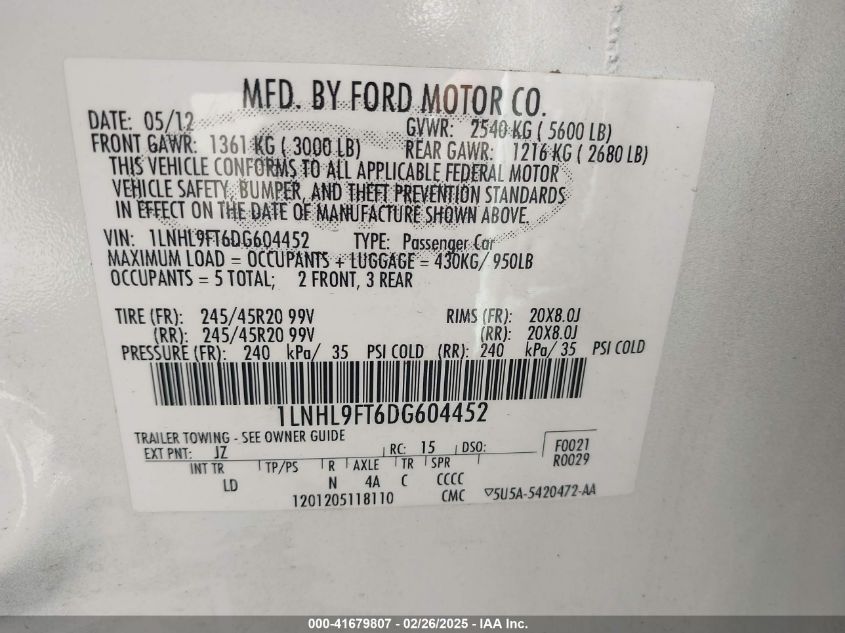 MFD. BY FORD MOTOR CO.
DATE: 05/12 GVWR: 2540 KG ( 5600 LB)
FRONT GAWR: 1361 KG ( 3000 LB) REAR GAWR: 1216 KG ( 2680 LB)
THIS VEHICLE CONFORMS TO ALL APPLICABLE FEDERAL MOTOR
VEHICLE SAFETY, BUMPER, AND THEFT PREVENTION STANDARDS
IN EFFECT ON THE DATE OF MANUFACTURE SHOWN ABOVE.
VIN: 1LNHL9FT6DG604452 TYPE: Passenger Car
MAXIMUM LOAD = OCCUPANTS + LUGGAGE = 430KG/ 950LB
OCCUPANTS = 5 TOTAL; 2 FRONT, 3 REAR
TIRE (FR): 245/45R20 99V RIMS (FR): 20X8.0J
(RR): 245/45R20 99V (RR): 20X8.0J
PRESSURE (FR): 240 kPa/ 35 PSI COLD (RR): 240 kPa/ 35 PSI COLD
1LNHL9FT6DG604452
TRAILER TOWING - SEE OWNER GUIDE
EXT PNT: JZ RC: 15 DSO: F0021
INT TR TP/PS R AXLE TR SPR R0029
LD N 4A C CCCC
1201205118110 CMC ▽5U5A-5420472-AA
000-41679807 - 02/26/2025 - IAA Inc.